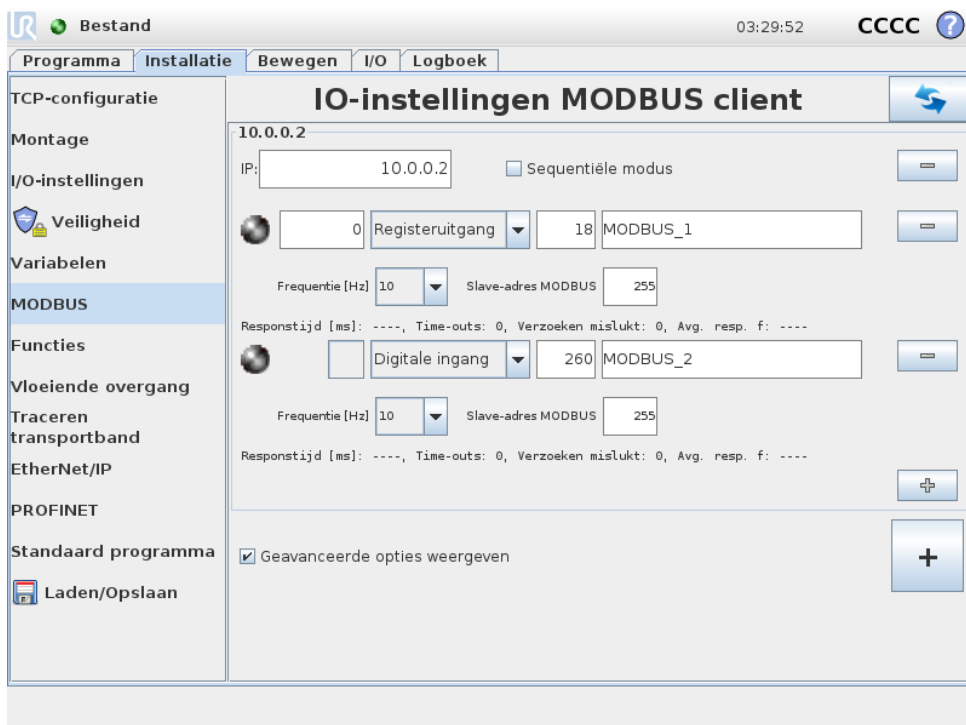 UR Bestand 03:29:52 CCCC ?
Programma Installatie Bewegen I/O Logboek
TCP-configuratie
Montage
I/O-instellingen
Veiligheid
Variabelen
MODBUS
Functies
Vloeiende overgang
Traceren
transportband
EtherNet/IP
PROFINET
Standaard programma
Laden/Opslaan
IO-instellingen MODBUS client
10.0.0.2
IP: 10.0.0.2 Sequentiële modus
0 Registeruitgang 18 MODBUS_1
Frequentie [Hz] 10 Slave-adres MODBUS 255
Responstijd [ms]: ----, Time-outs: 0, Verzoeken mislukt: 0, Avg. resp. f: ----
Digitale ingang 260 MODBUS_2
Frequentie [Hz] 10 Slave-adres MODBUS 255
Responstijd [ms]: ----, Time-outs: 0, Verzoeken mislukt: 0, Avg. resp. f: ----
Geavanceerde opties weergeven